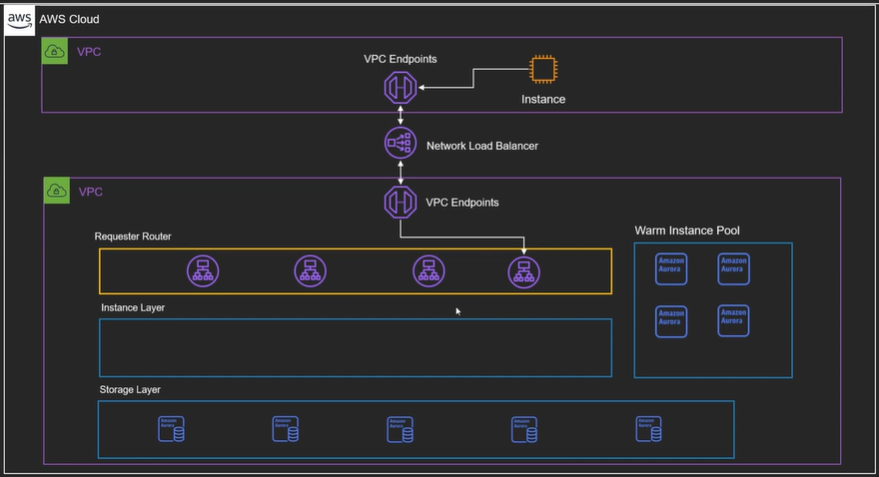 aws
AWS Cloud
VPC
VPC Endpoints
Instance
Network Load Balancer
VPC
VPC Endpoints
Requester Router
Warm Instance Pool
Amazon
Aurora
Amazon
Aurora
Instance Layer
Amazon
Aurora
Amazon
Aurora
Storage Layer
Amazon
Aurora
Amazon
Aurora
Amazon
Aurora
Amazon
Aurora
Amazon
Aurora